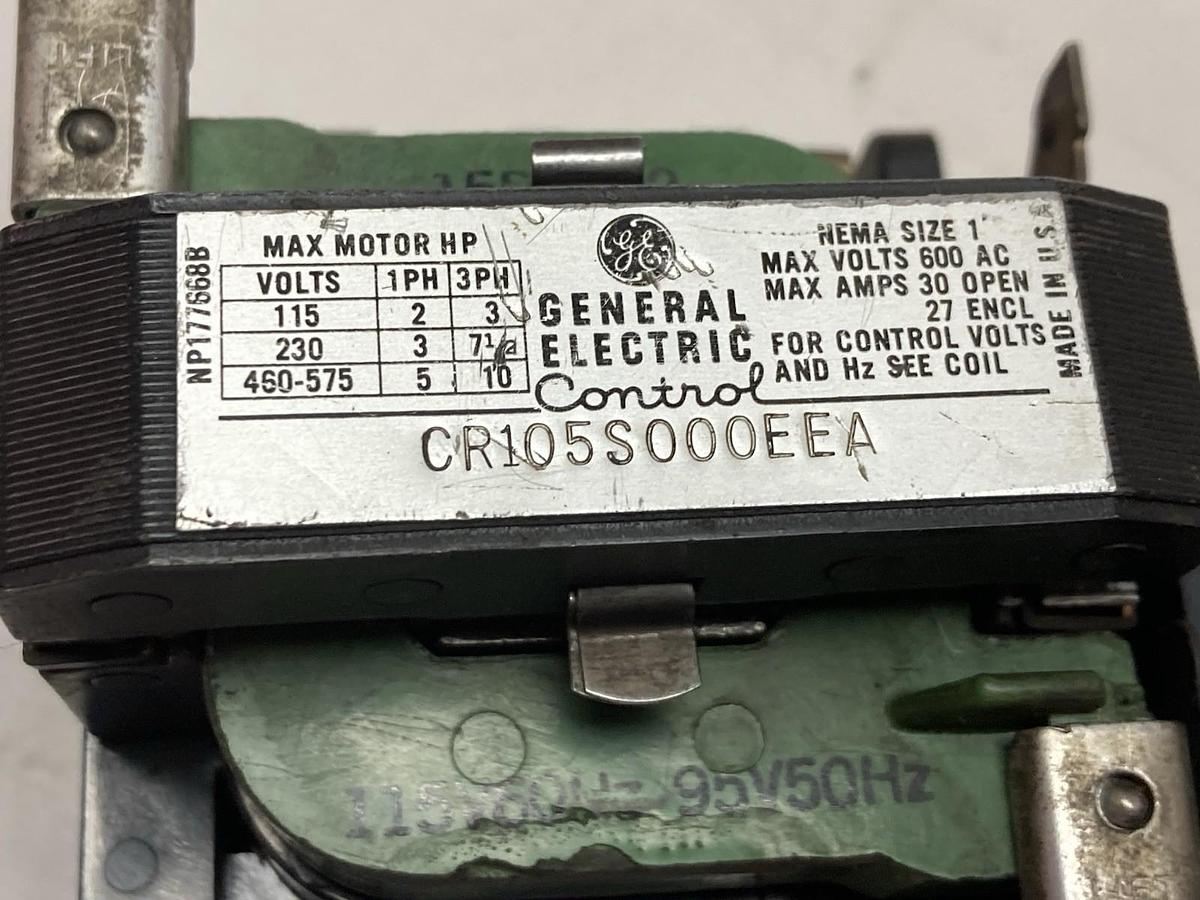 NP177668B
MAX MOTOR HP
VOLTS 1PH 3PH
115 2 3
230 3
460-575 5 10
GE
GENERAL
ELECTRIC
Control
NEMA SIZE 1
MAX VOLTS 600 AC
MAX AMPS 30 OPEN
27 ENCL
FOR CONTROL VOLTS
AND Hz SEE COIL
MADE IN U.S.A.
CR105S000EEA
115V60Hz 95V50Hz